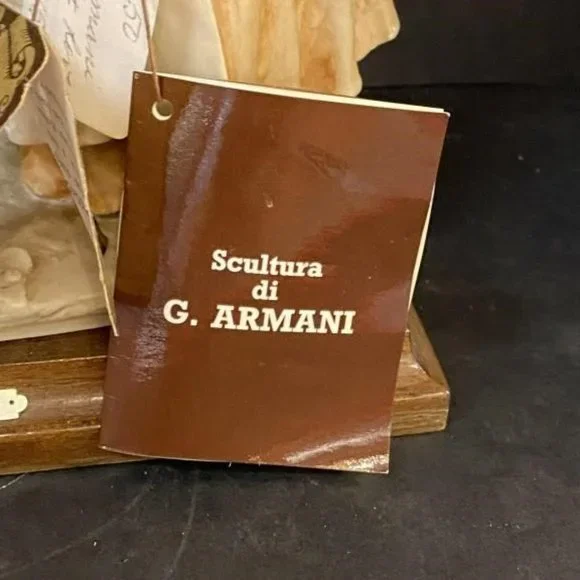 Scultura
di
G. ARMANI